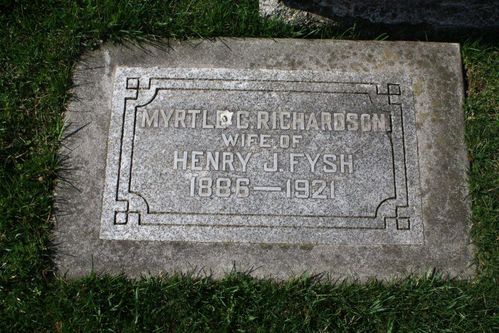 MYRTLE C. RICHARDSON
WIFE OF
HENRY J. FYSH
1886—1921